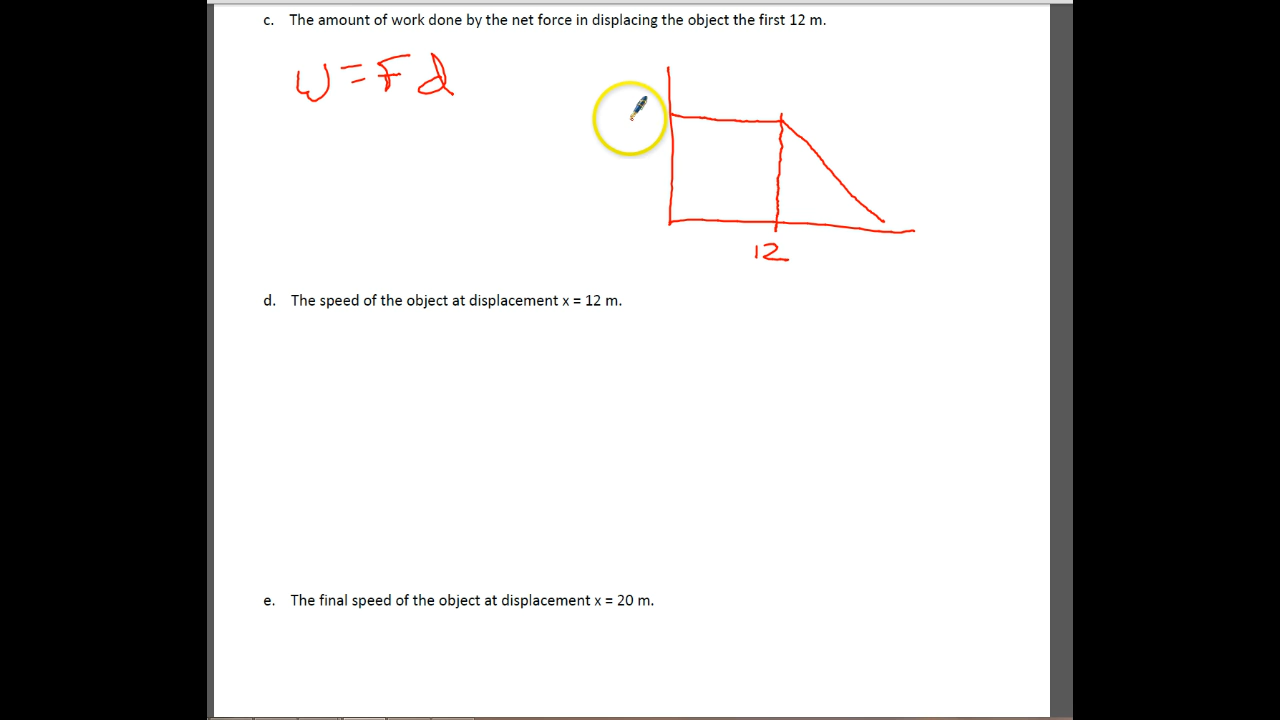 c. The amount of work done by the net force in displacing the object the first 12 m.
W = Fd
12
d. The speed of the object at displacement x = 12 m.
e. The final speed of the object at displacement x = 20 m.